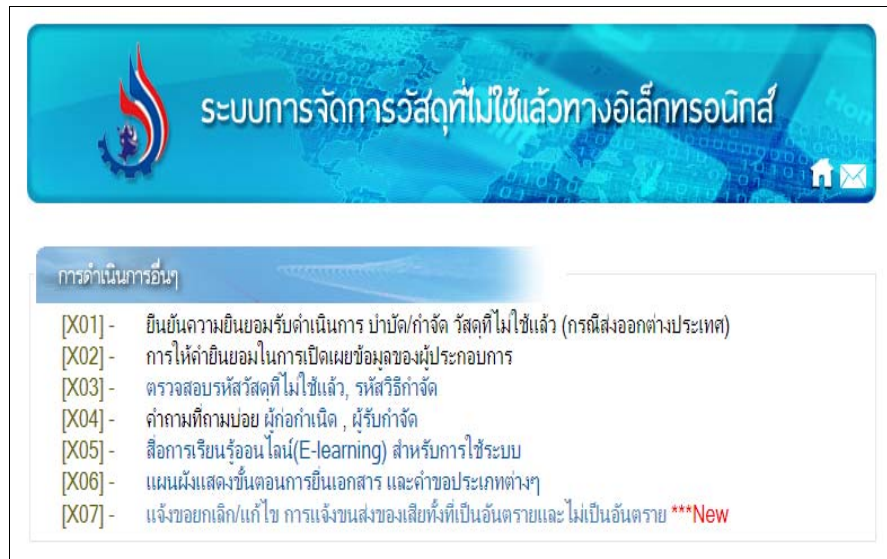 ระบบการจัดการวัสดุที่ไม่ใช้แล้วทางอิเล็กทรอนิกส์
การดำเนินการอื่นๆ
[X01] - ยืนยันความยินยอมรับดำเนินการ บำบัด/กำจัด วัสดุที่ไม่ใช้แล้ว (กรณีส่งออกต่างประเทศ)
[X02] - การให้คำยินยอมในการเปิดเผยข้อมูลของผู้ประกอบการ
[X03] - ตรวจสอบรหัสวัสดุที่ไม่ใช้แล้ว, รหัสวิธีกำจัด
[X04] - คำถามที่ถามบ่อย ผู้ก่อกำเนิด , ผู้รับกำจัด
[X05] - สื่อการเรียนรู้ออนไลน์(E-learning) สำหรับการใช้ระบบ
[X06] - แผนผังแสดงขั้นตอนการยื่นเอกสาร และคำขอประเภทต่างๆ
[X07] - แจ้งขอยกเลิก/แก้ไข การแจ้งขนส่งของเสียทั้งที่เป็นอันตรายและไม่เป็นอันตราย ***New